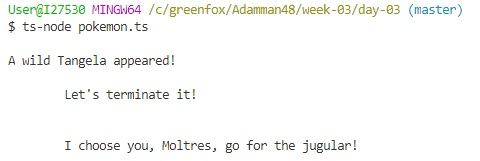 User@I27530 MINGW64 /c/greenfox/Adamman48/week-03/day-03 (master)
$ ts-node pokemon.ts
A wild Tangela appeared!
Let's terminate it!
I choose you, Moltres, go for the jugular!